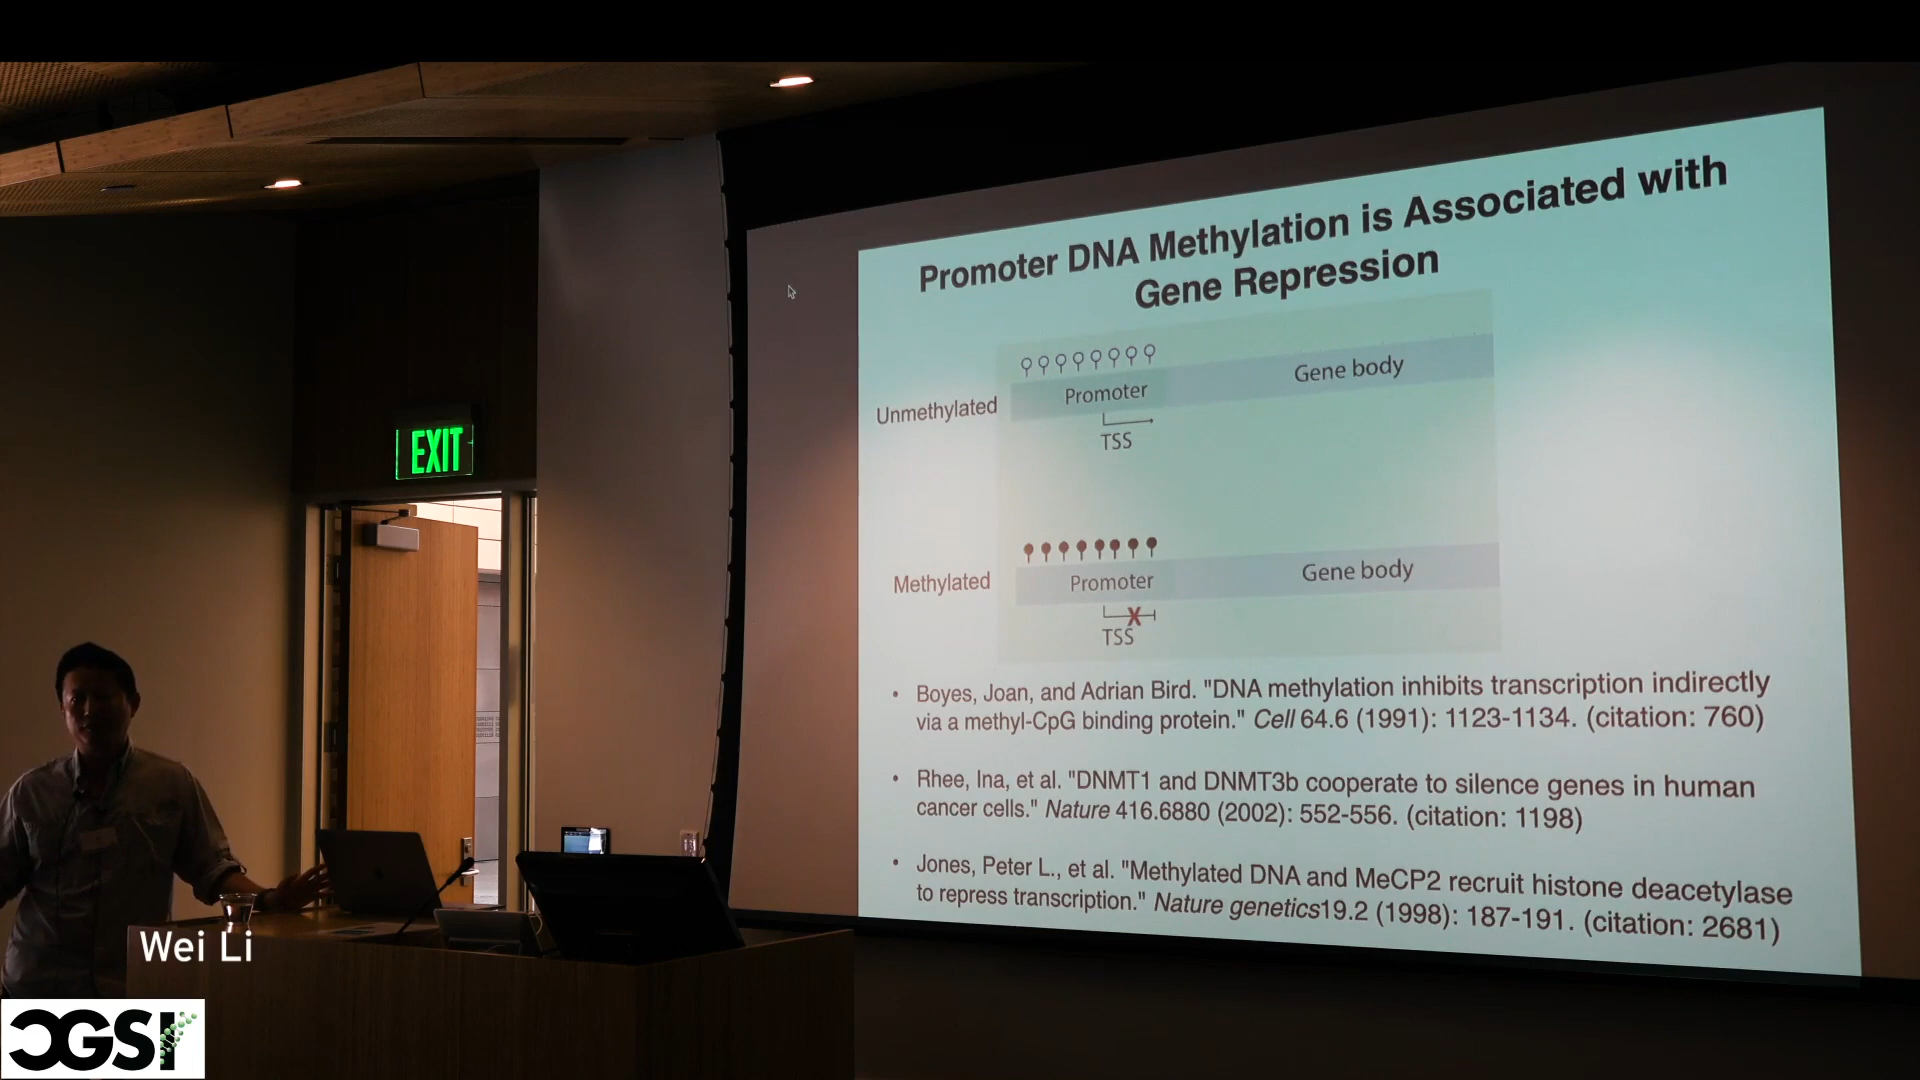 Promoter DNA Methylation is Associated with
Gene Repression
Unmethylated
Promoter
Gene body
TSS
Methylated
Promoter
Gene body
X
TSS
• Boyes, Joan, and Adrian Bird. "DNA methylation inhibits transcription indirectly
via a methyl-CpG binding protein." Cell 64.6 (1991): 1123-1134. (citation: 760)
• Rhee, Ina, et al. "DNMT1 and DNMT3b cooperate to silence genes in human
cancer cells." Nature 416.6880 (2002): 552-556. (citation: 1198)
• Jones, Peter L., et al. "Methylated DNA and MeCP2 recruit histone deacetylase
to repress transcription." Nature genetics19.2 (1998): 187-191. (citation: 2681)
EXIT
Wei Li
CGSI